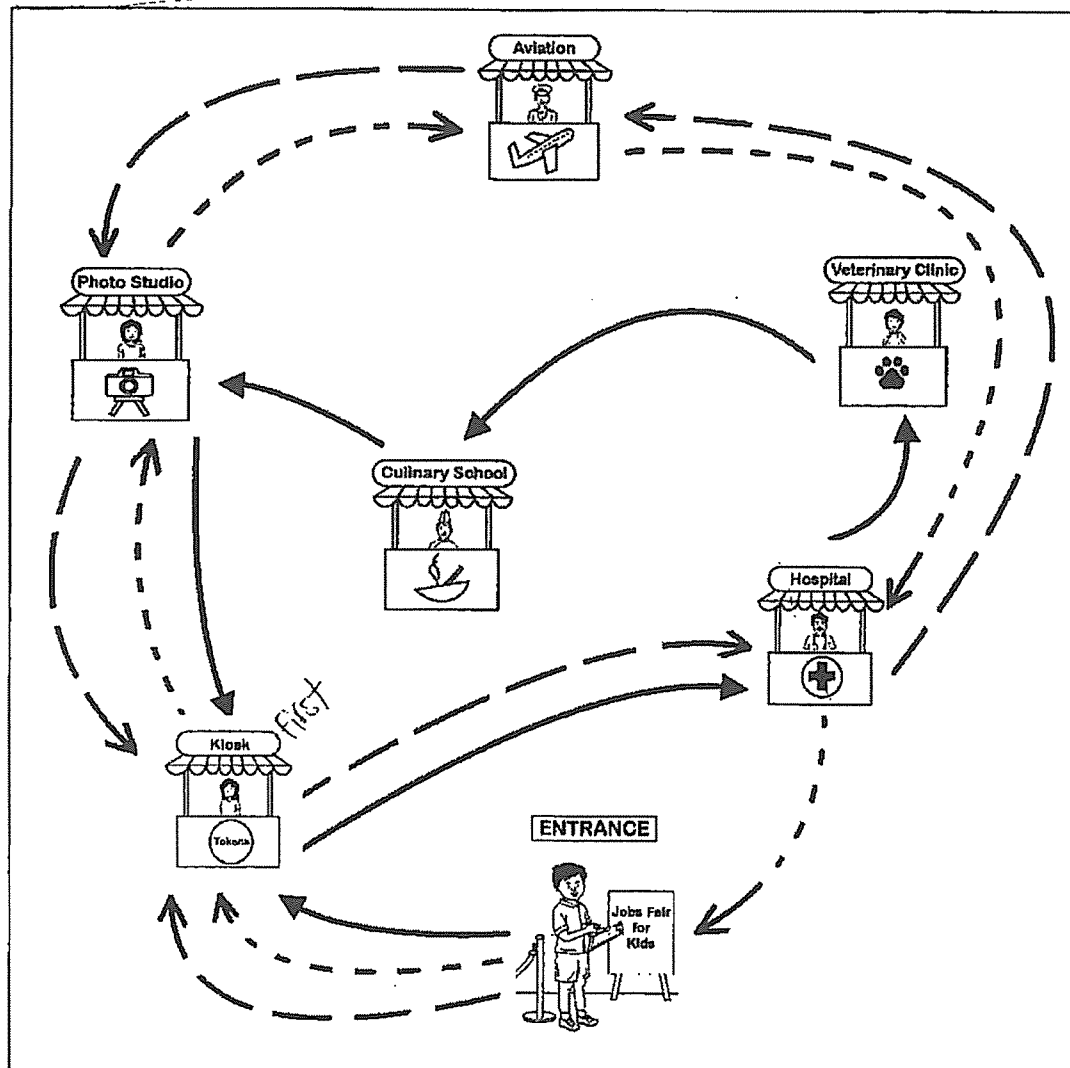 Aviation
Photo Studio
Veterinary Clinic
Culinary School
Hospital
Kiosk
First
Tokens
ENTRANCE
Jobs Fair
for
Kids